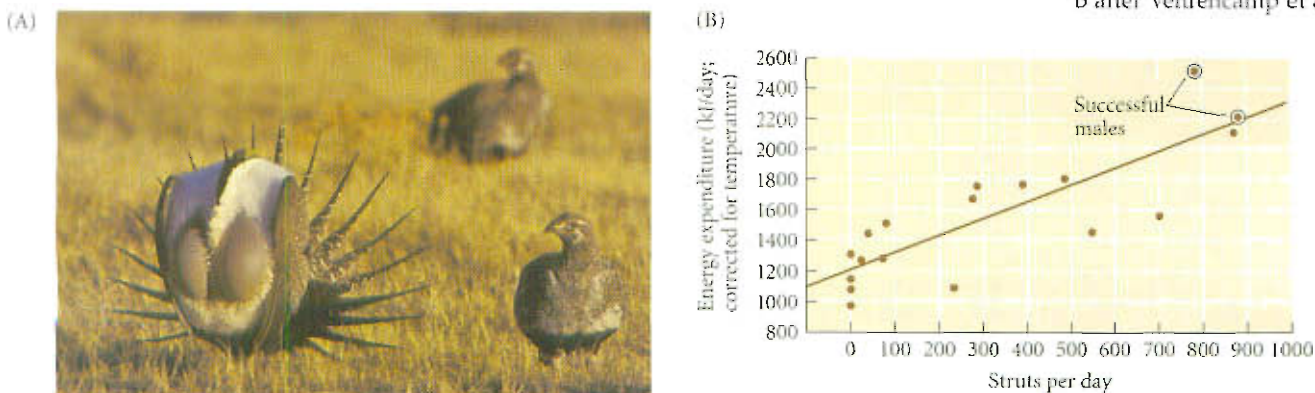 (A)
(B)
B after
2600
2400
2200
2000
1800
1600
1400
1200
1000
800
Energy expenditure (kJ/day;
corrected for temperature)
Successful
males
0 100 200 300 400 500 600 700 800 900 1000
Struts per day